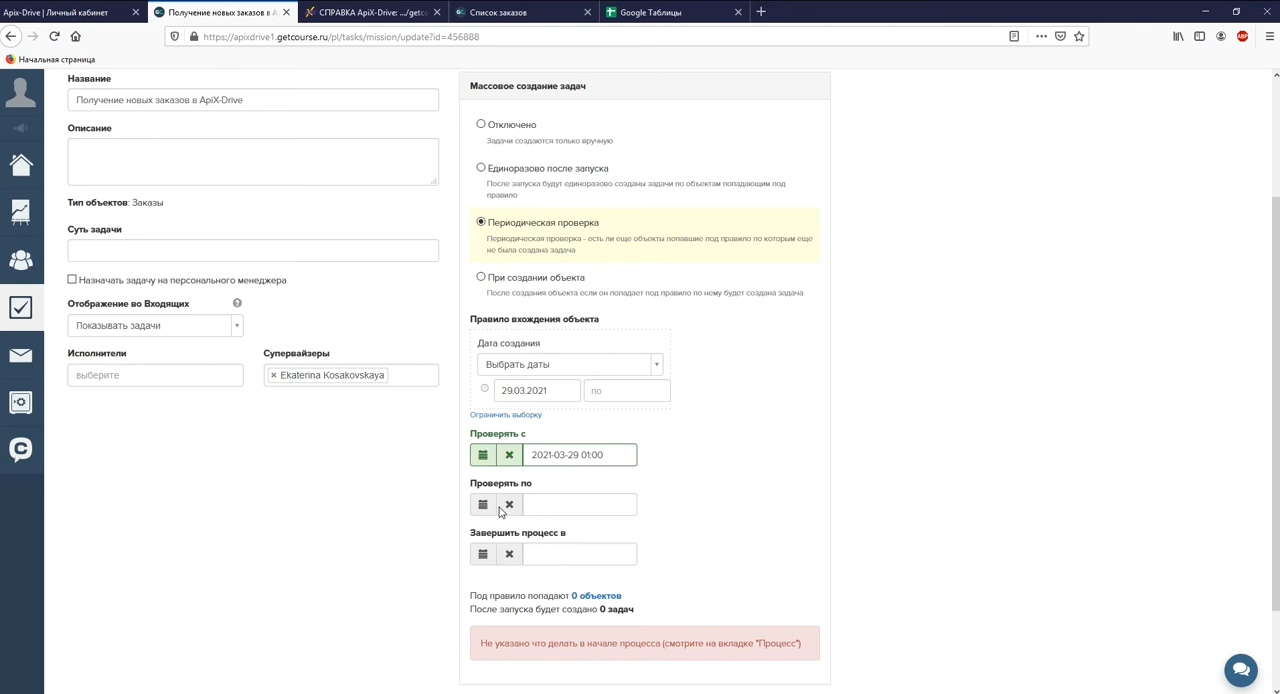 Apix-Drive | Личный кабинет
Получение новых заказов в A
СПРАВКА ApiX-Drive: .../getc
Список заказов
Google Таблицы
https://apixdrive1.getcourse.ru/pl/tasks/mission/update?id=456888
Начальная страница
ABP
Название
Получение новых заказов в ApiX-Drive
Описание
Тип объектов: Заказы
Суть задачи
Назначать задачу на персонального менеджера
Отображение во Входящих
Показывать задачи
Исполнители
Супервайзеры
выберите
× Ekaterina Kosakovskaya
Массовое создание задач
Отключено
Задачи создаются только вручную
Единоразово после запуска
После запуска будут единоразово созданы задачи по объектам попадающим под
правило
Периодическая проверка
Периодическая проверка - есть ли еще объекты попавшие под правило по которым еще
не была создана задача
При создании объекта
После создания объекта если он попадает под правило по нему будет создана задача
Правило вхождения объекта
Дата создания
Выбрать даты
29.03.2021
по
Ограничить выборку
Проверять с
2021-03-29 01:00
Проверять по
Завершить процесс в
Под правило попадают 0 объектов
После запуска будет создано 0 задач
Не указано что делать в начале процесса (смотрите на вкладке "Процесс")